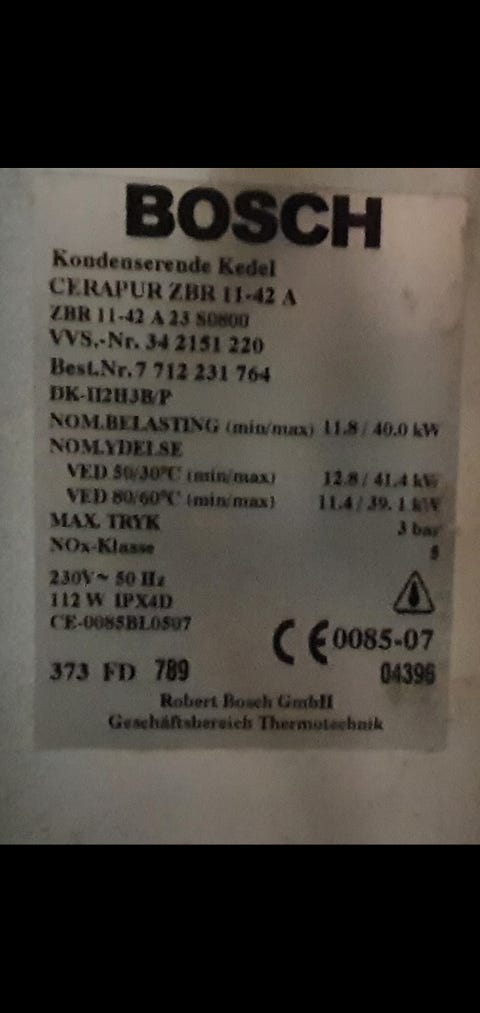 BOSCH
Kondenserende Kedel
CERAPUR ZBR 11-42 A
ZBR 11-42 A 23 S0800
VVS.-Nr. 34 2151 220
Best.Nr. 7 712 231 764
DK-II2H3B/P
NOM.BELASTING (min/max) 11.8 / 40.0 kW
NOM.YDELSE
VED 50/30°C (min/max) 12.8 / 41.4 kW
VED 80/60°C (min/max) 11.4 / 39.1 kW
MAX. TRYK 3 bar
NOx-Klasse 5
230V ~ 50 Hz
112 W IPX4D
CE-0085BL0507
CE 0085-07
373 FD 789 04396
Robert Bosch GmbH
Geschäftsbereich Thermotechnik